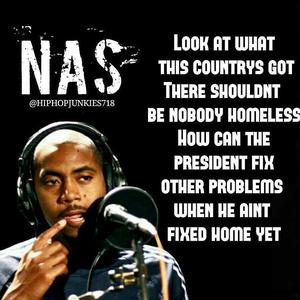 NAS
@HIPHOPJUNKIES718
LOOK AT WHAT
THIS COUNTRYS GOT
THERE SHOULDNT
BE NOBODY HOMELESS
HOW CAN THE
PRESIDENT FIX
OTHER PROBLEMS
WHEN HE AINT
FIXED HOME YET